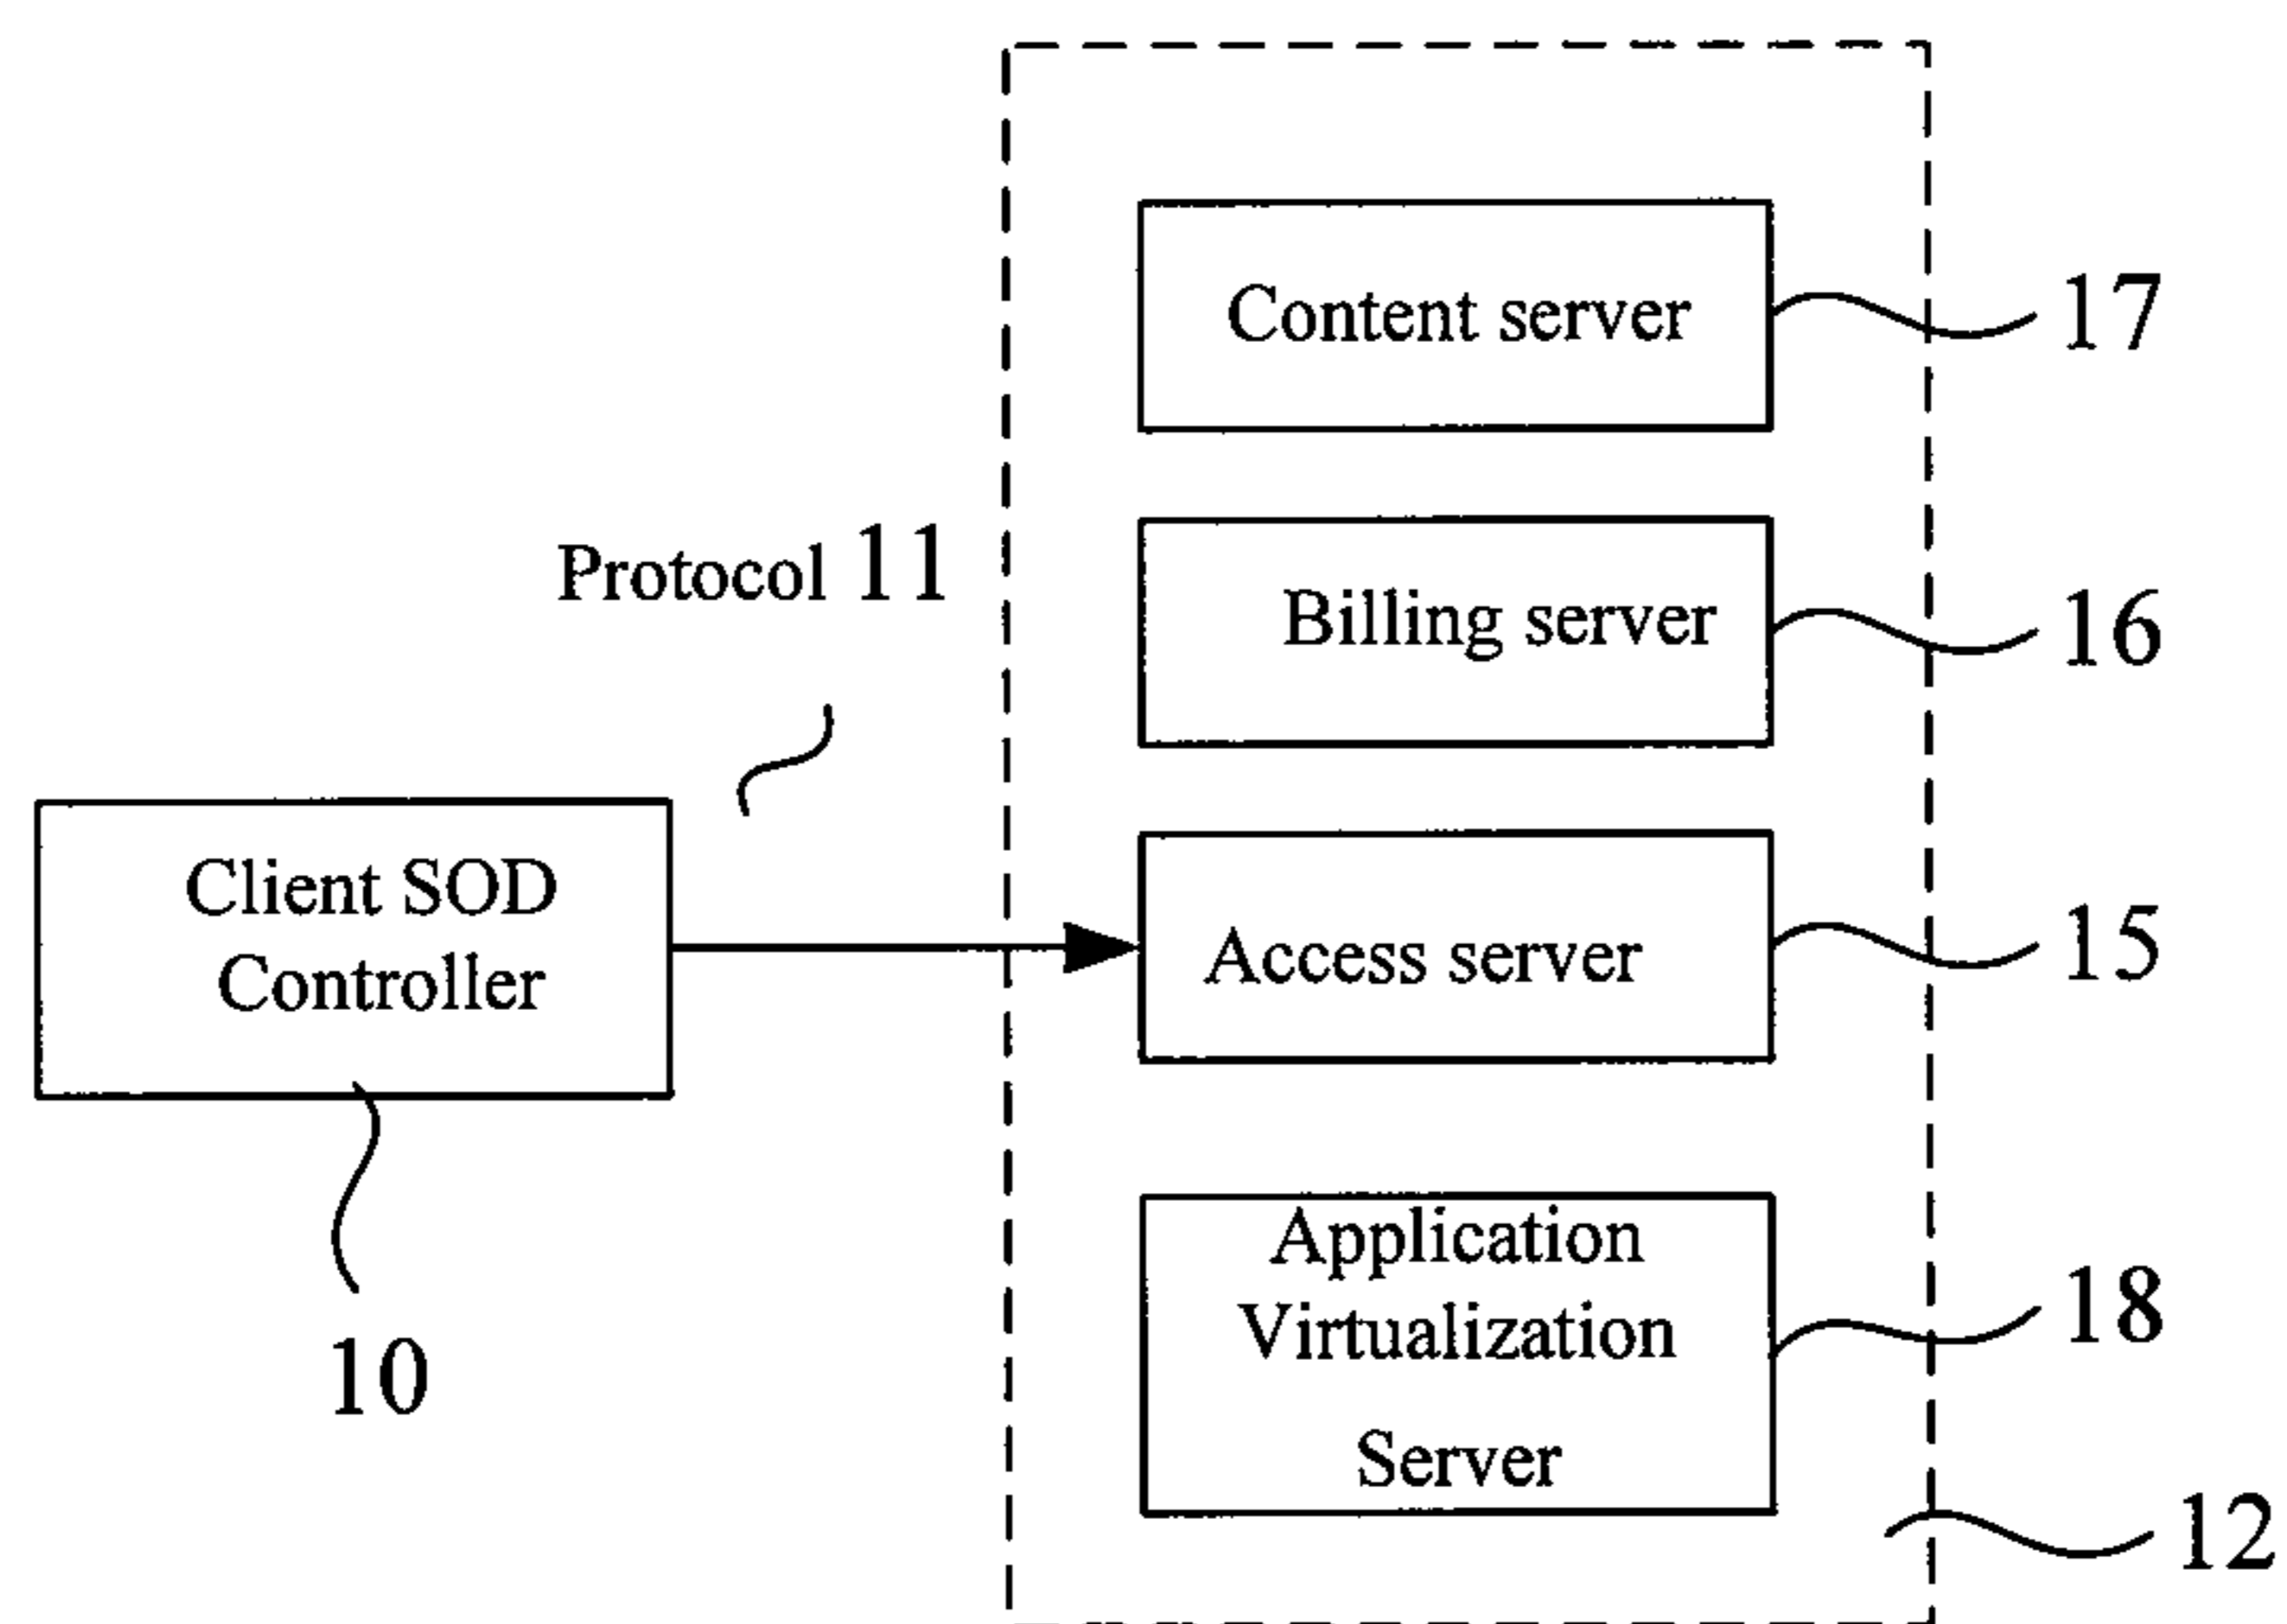 Content server
17
Protocol 11
Billing server
16
Client SOD
Controller
Access server
15
10
Application
Virtualization
Server
18
12